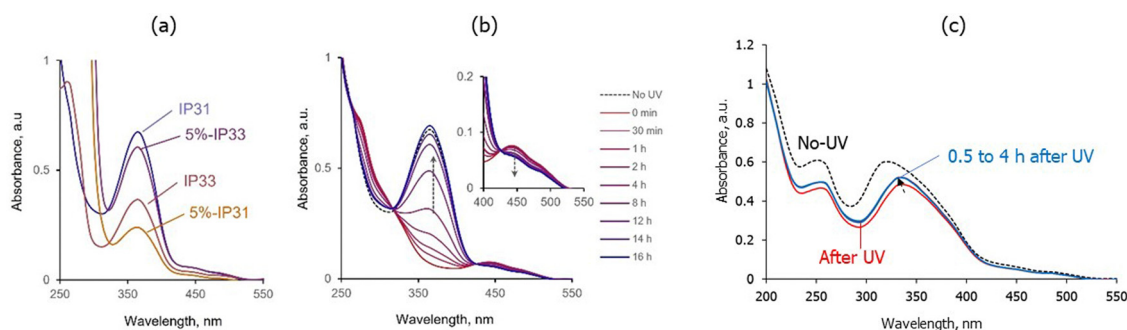 (a)
Absorbance, a.u
1
0.5
0
250
350
450
550
Wavelength, nm
IP31
5%-IP33
IP33
5%-IP31
(b)
Absorbance, a.u
1
0.5
0
250
350
450
550
Wavelength, nm
0.2
0.1
0
400
450
500
550
No UV
0 min
30 min
1 h
2 h
4 h
8 h
12 h
14 h
16 h
(c)
Absorbance, a.u.
1.2
1
0.8
0.6
0.4
0.2
0
200
250
300
350
400
450
500
550
Wavelength, nm
No-UV
0.5 to 4 h after UV
After UV